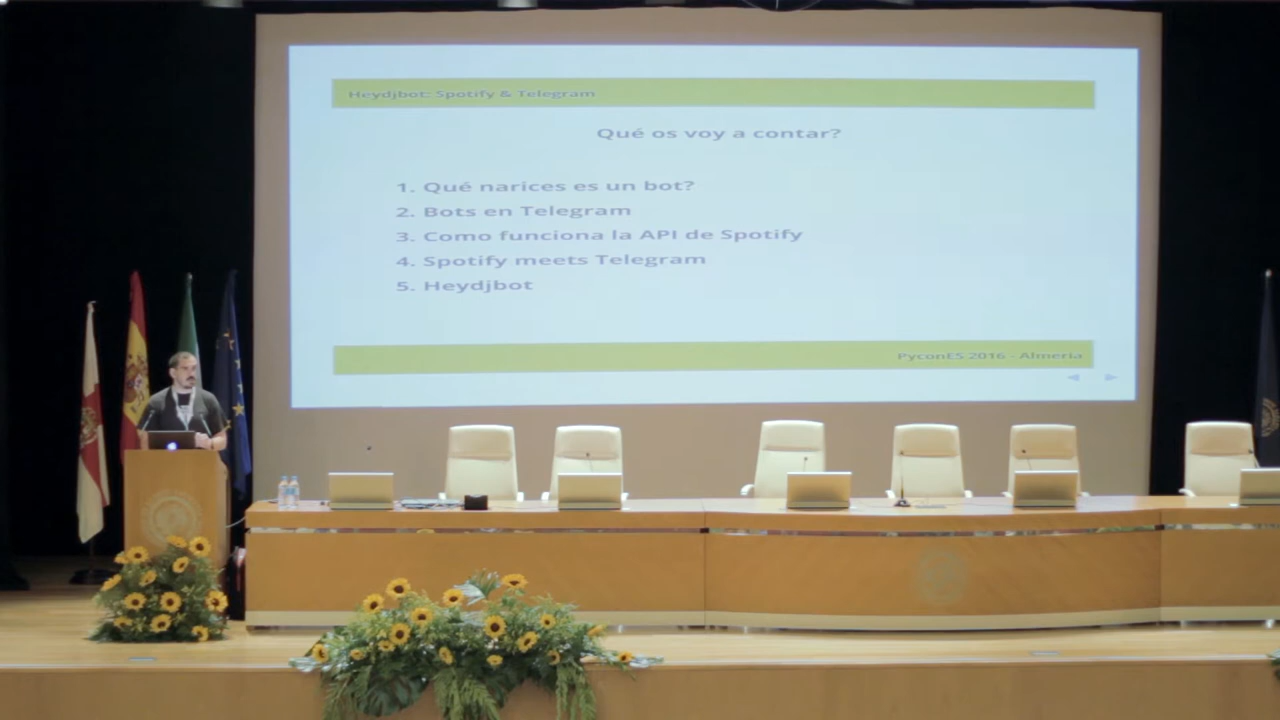 Heydjbot: Spotify & Telegram
Qué os voy a contar?
1. Qué narices es un bot?
2. Bots en Telegram
3. Como funciona la API de Spotify
4. Spotify meets Telegram
5. Heydjbot
PyconES 2016 - Almeria